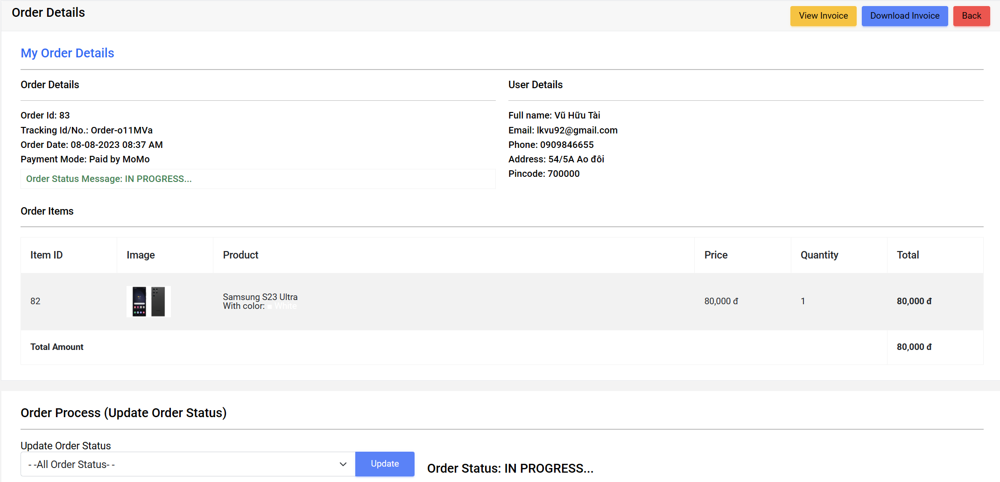 Order Details
View Invoice
Download Invoice
Back
My Order Details
Order Details
Order Id: 83
Tracking Id/No.: Order-o11MVa
Order Date: 08-08-2023 08:37 AM
Payment Mode: Paid by MoMo
Order Status Message: IN PROGRESS...
User Details
Full name: Vũ Hữu Tài
Email: lkvu92@gmail.com
Phone: 0909846655
Address: 54/5A Ao đôi
Pincode: 700000
Order Items
Item ID Image Product Price Quantity Total
82 Samsung S23 Ultra 80,000 đ 1 80,000 đ
With color: White
Total Amount 80,000 đ
Order Process (Update Order Status)
Update Order Status
- -All Order Status- -
Update
Order Status: IN PROGRESS...